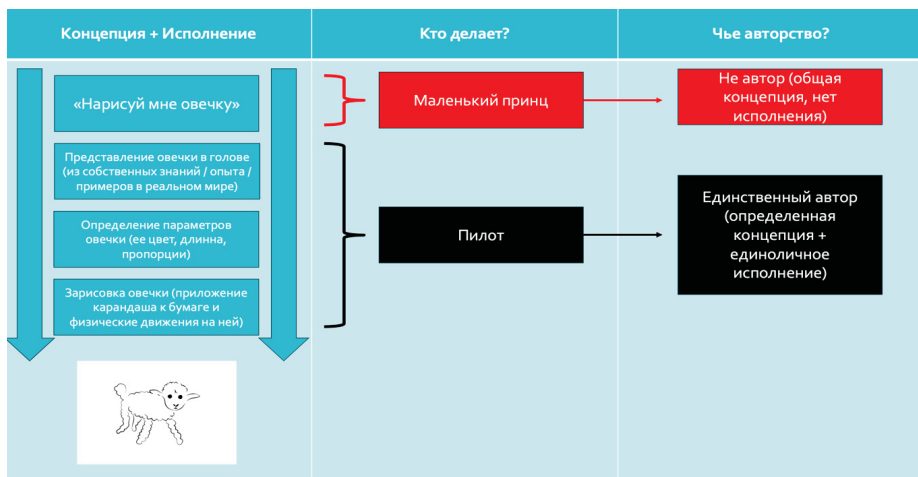 Концепция + Исполнение
Кто делает?
Чье авторство?
«Нарисуй мне овечку»
Маленький принц
Не автор (общая
концепция, нет
исполнения)
Представление овечки в голове
(из собственных знаний / опыта /
примеров в реальном мире)
Определение параметров
овечки (ее цвет, длинна,
пропорции)
Зарисовка овечки (приложение
карандаша к бумаге и
физические движения на ней)
Пилот
Единственный автор
(определенная
концепция +
единоличное
исполнение)